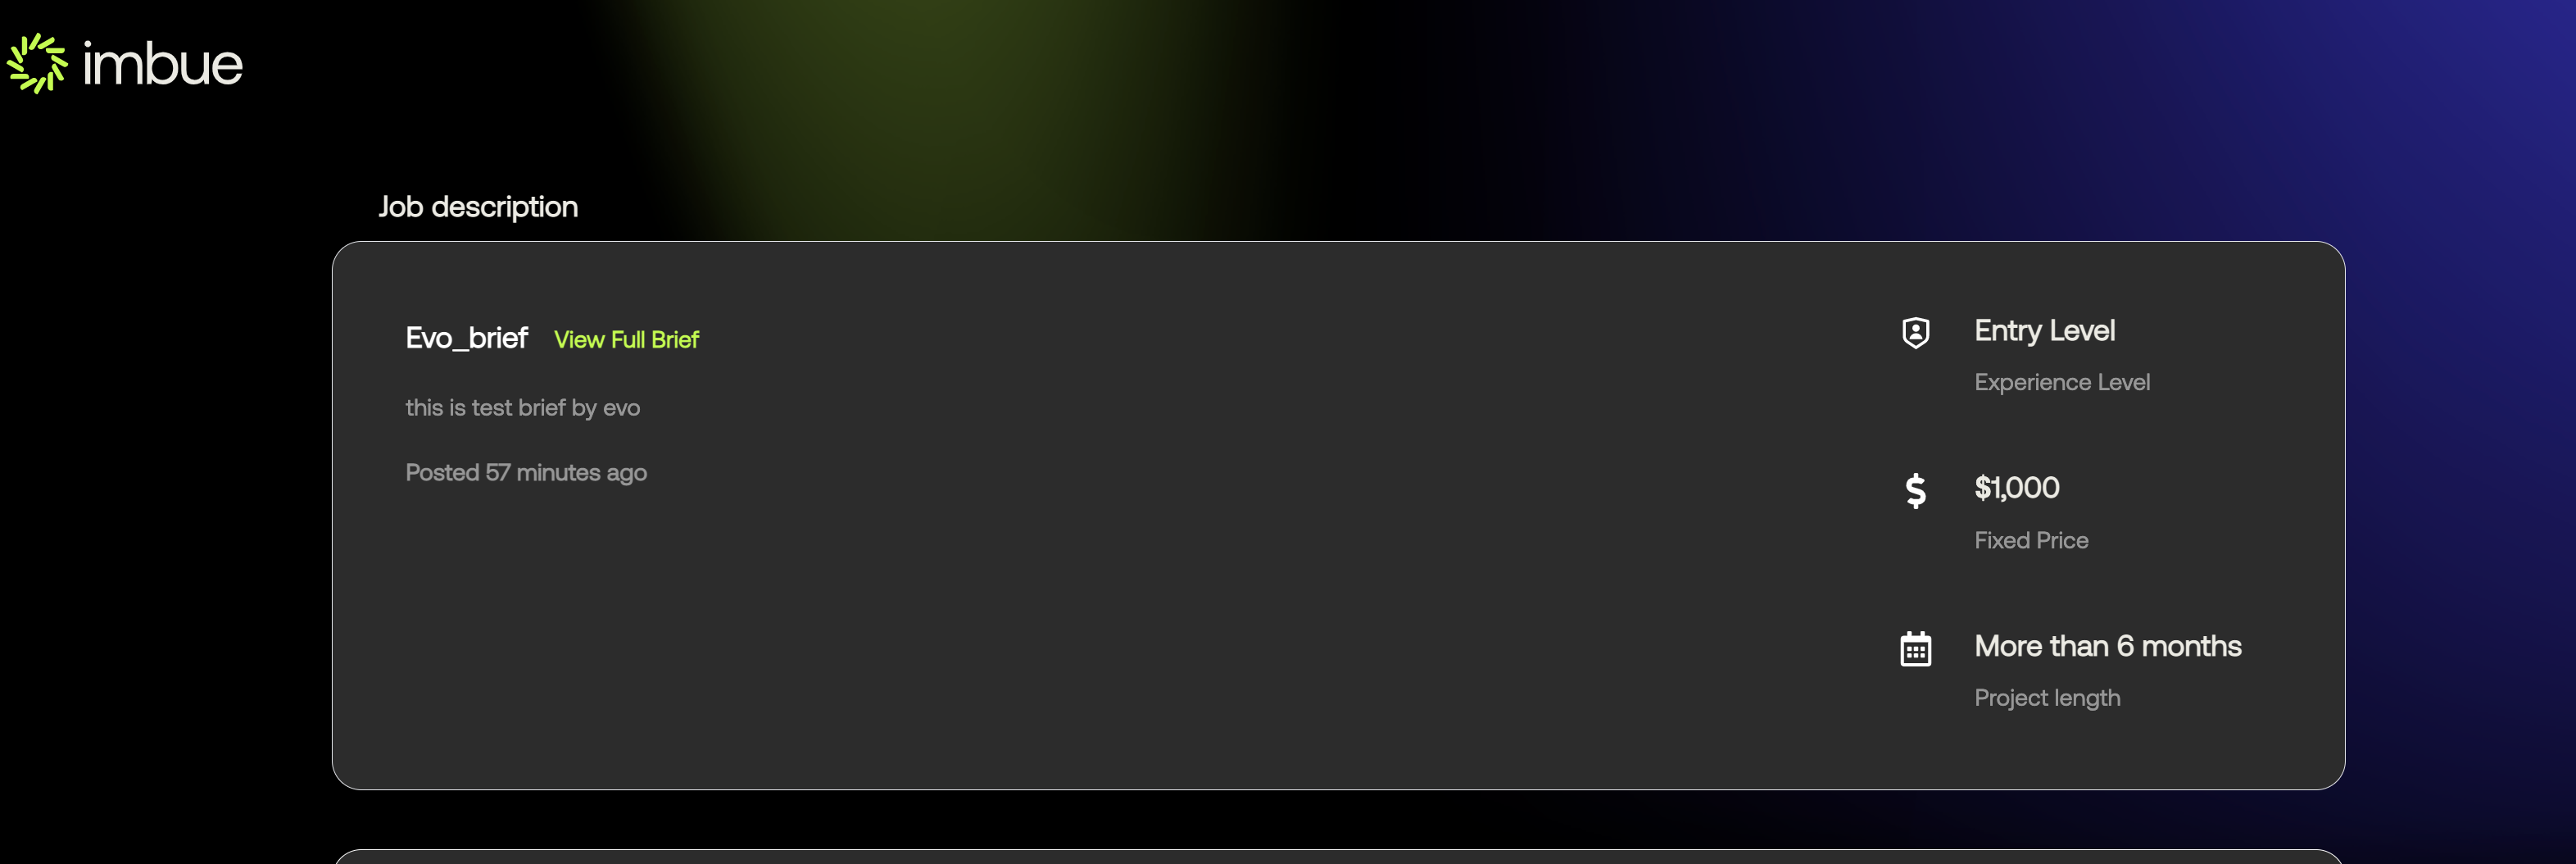 imbue
Job description
Evo_brief View Full Brief
this is test brief by evo
Posted 57 minutes ago
Entry Level
Experience Level
$1,000
Fixed Price
More than 6 months
Project length